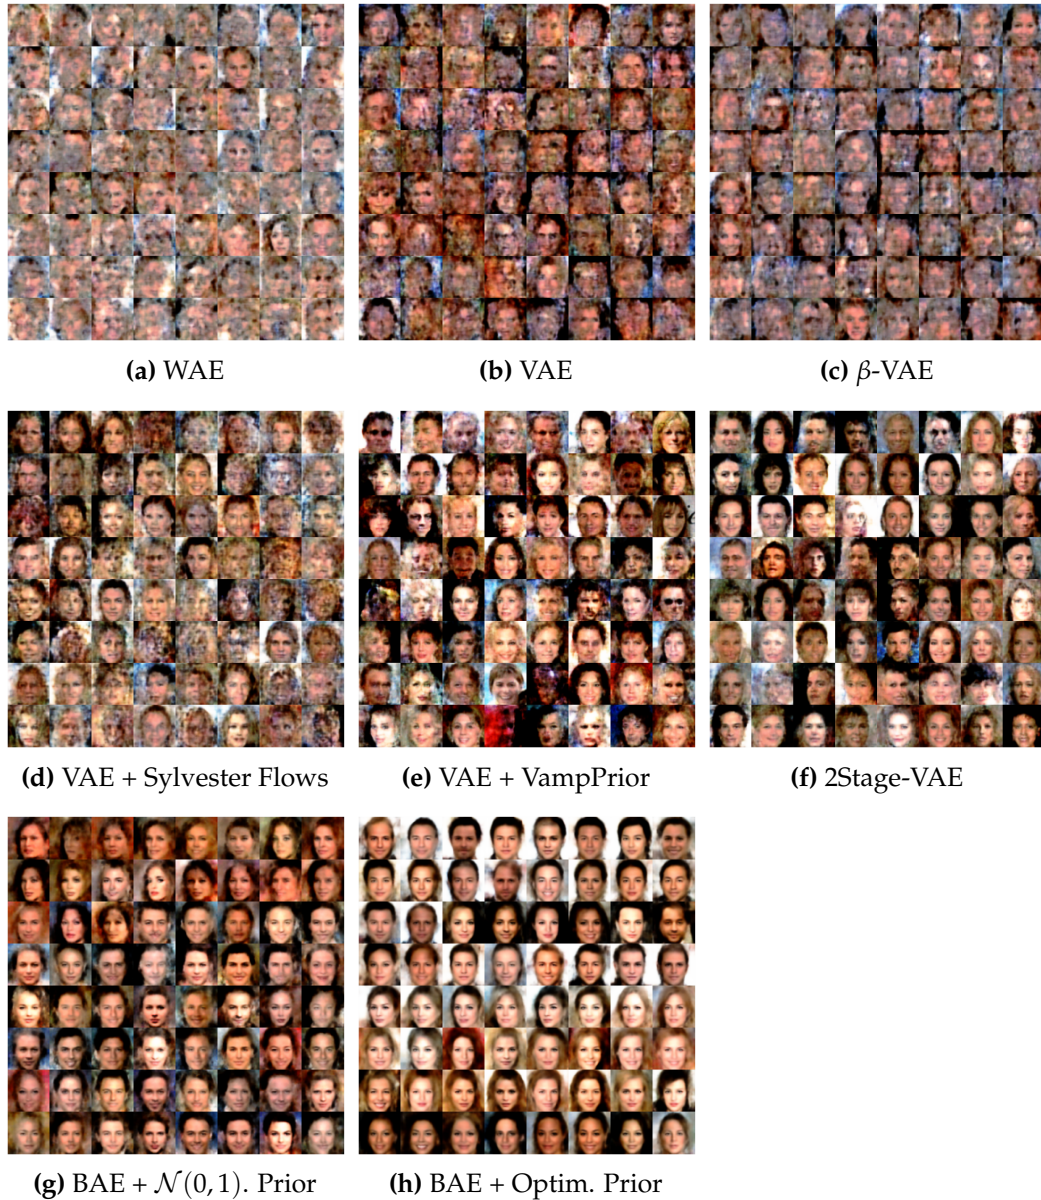 (a) WAE
(b) VAE
(c) β-VAE
(d) VAE + Sylvester Flows
(e) VAE + VampPrior
(f) 2Stage-VAE
(g) BAE + 𝒩(0, 1). Prior
(h) BAE + Optim. Prior